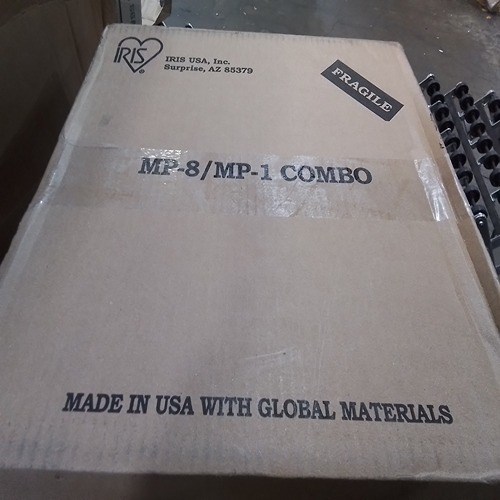 IRIS
®
IRIS USA, Inc.
Surprise, AZ 85379
FRAGILE
MP-8/MP-1 COMBO
MADE IN USA WITH GLOBAL MATERIALS